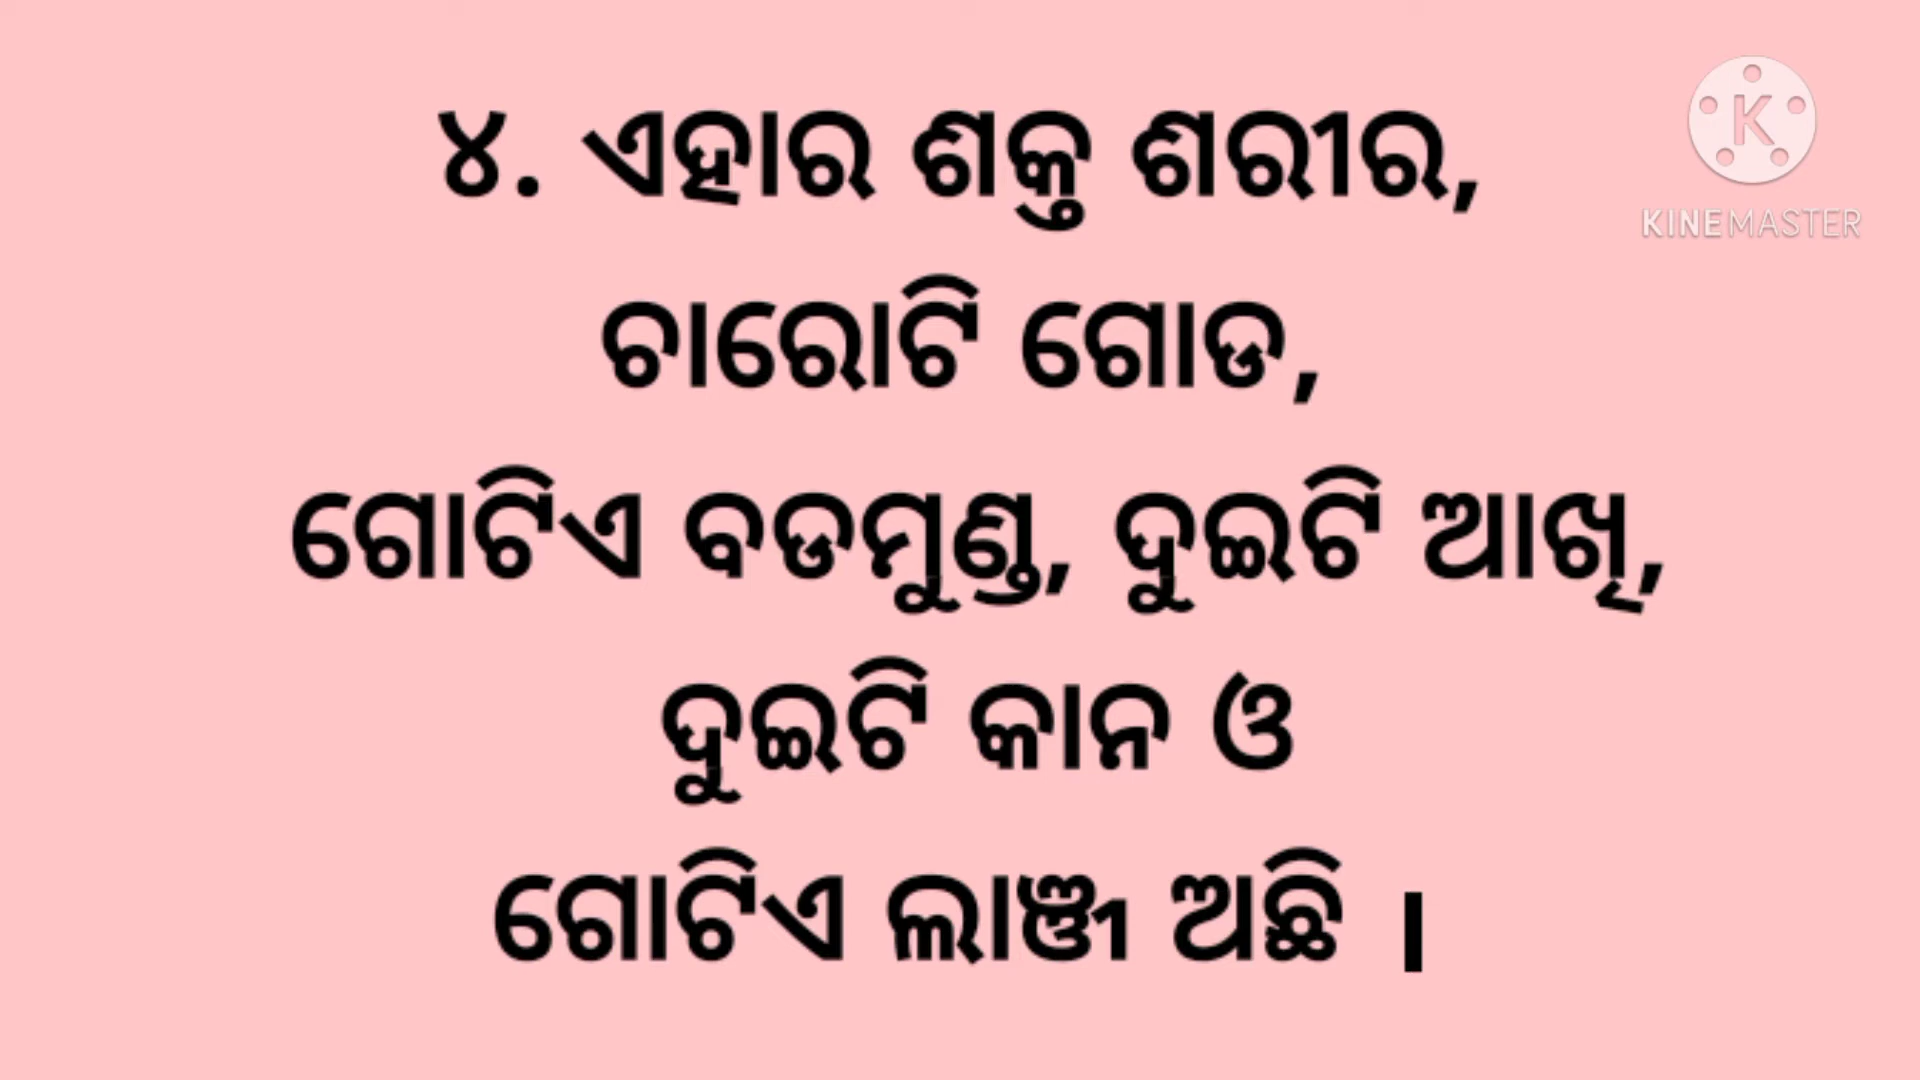 ୪. ଏହାର ଶକ୍ତ ଶରୀର,
ଚାରୋଟି ଗୋଡ,
ଗୋଟିଏ ବଡମୁଣ୍ଡ, ଦୁଇଟି ଆଖି,
ଦୁଇଟି କାନ ଓ
ଗୋଟିଏ ଲାଞ୍ଜୀ ଅଛି ।
K
KINEMASTER